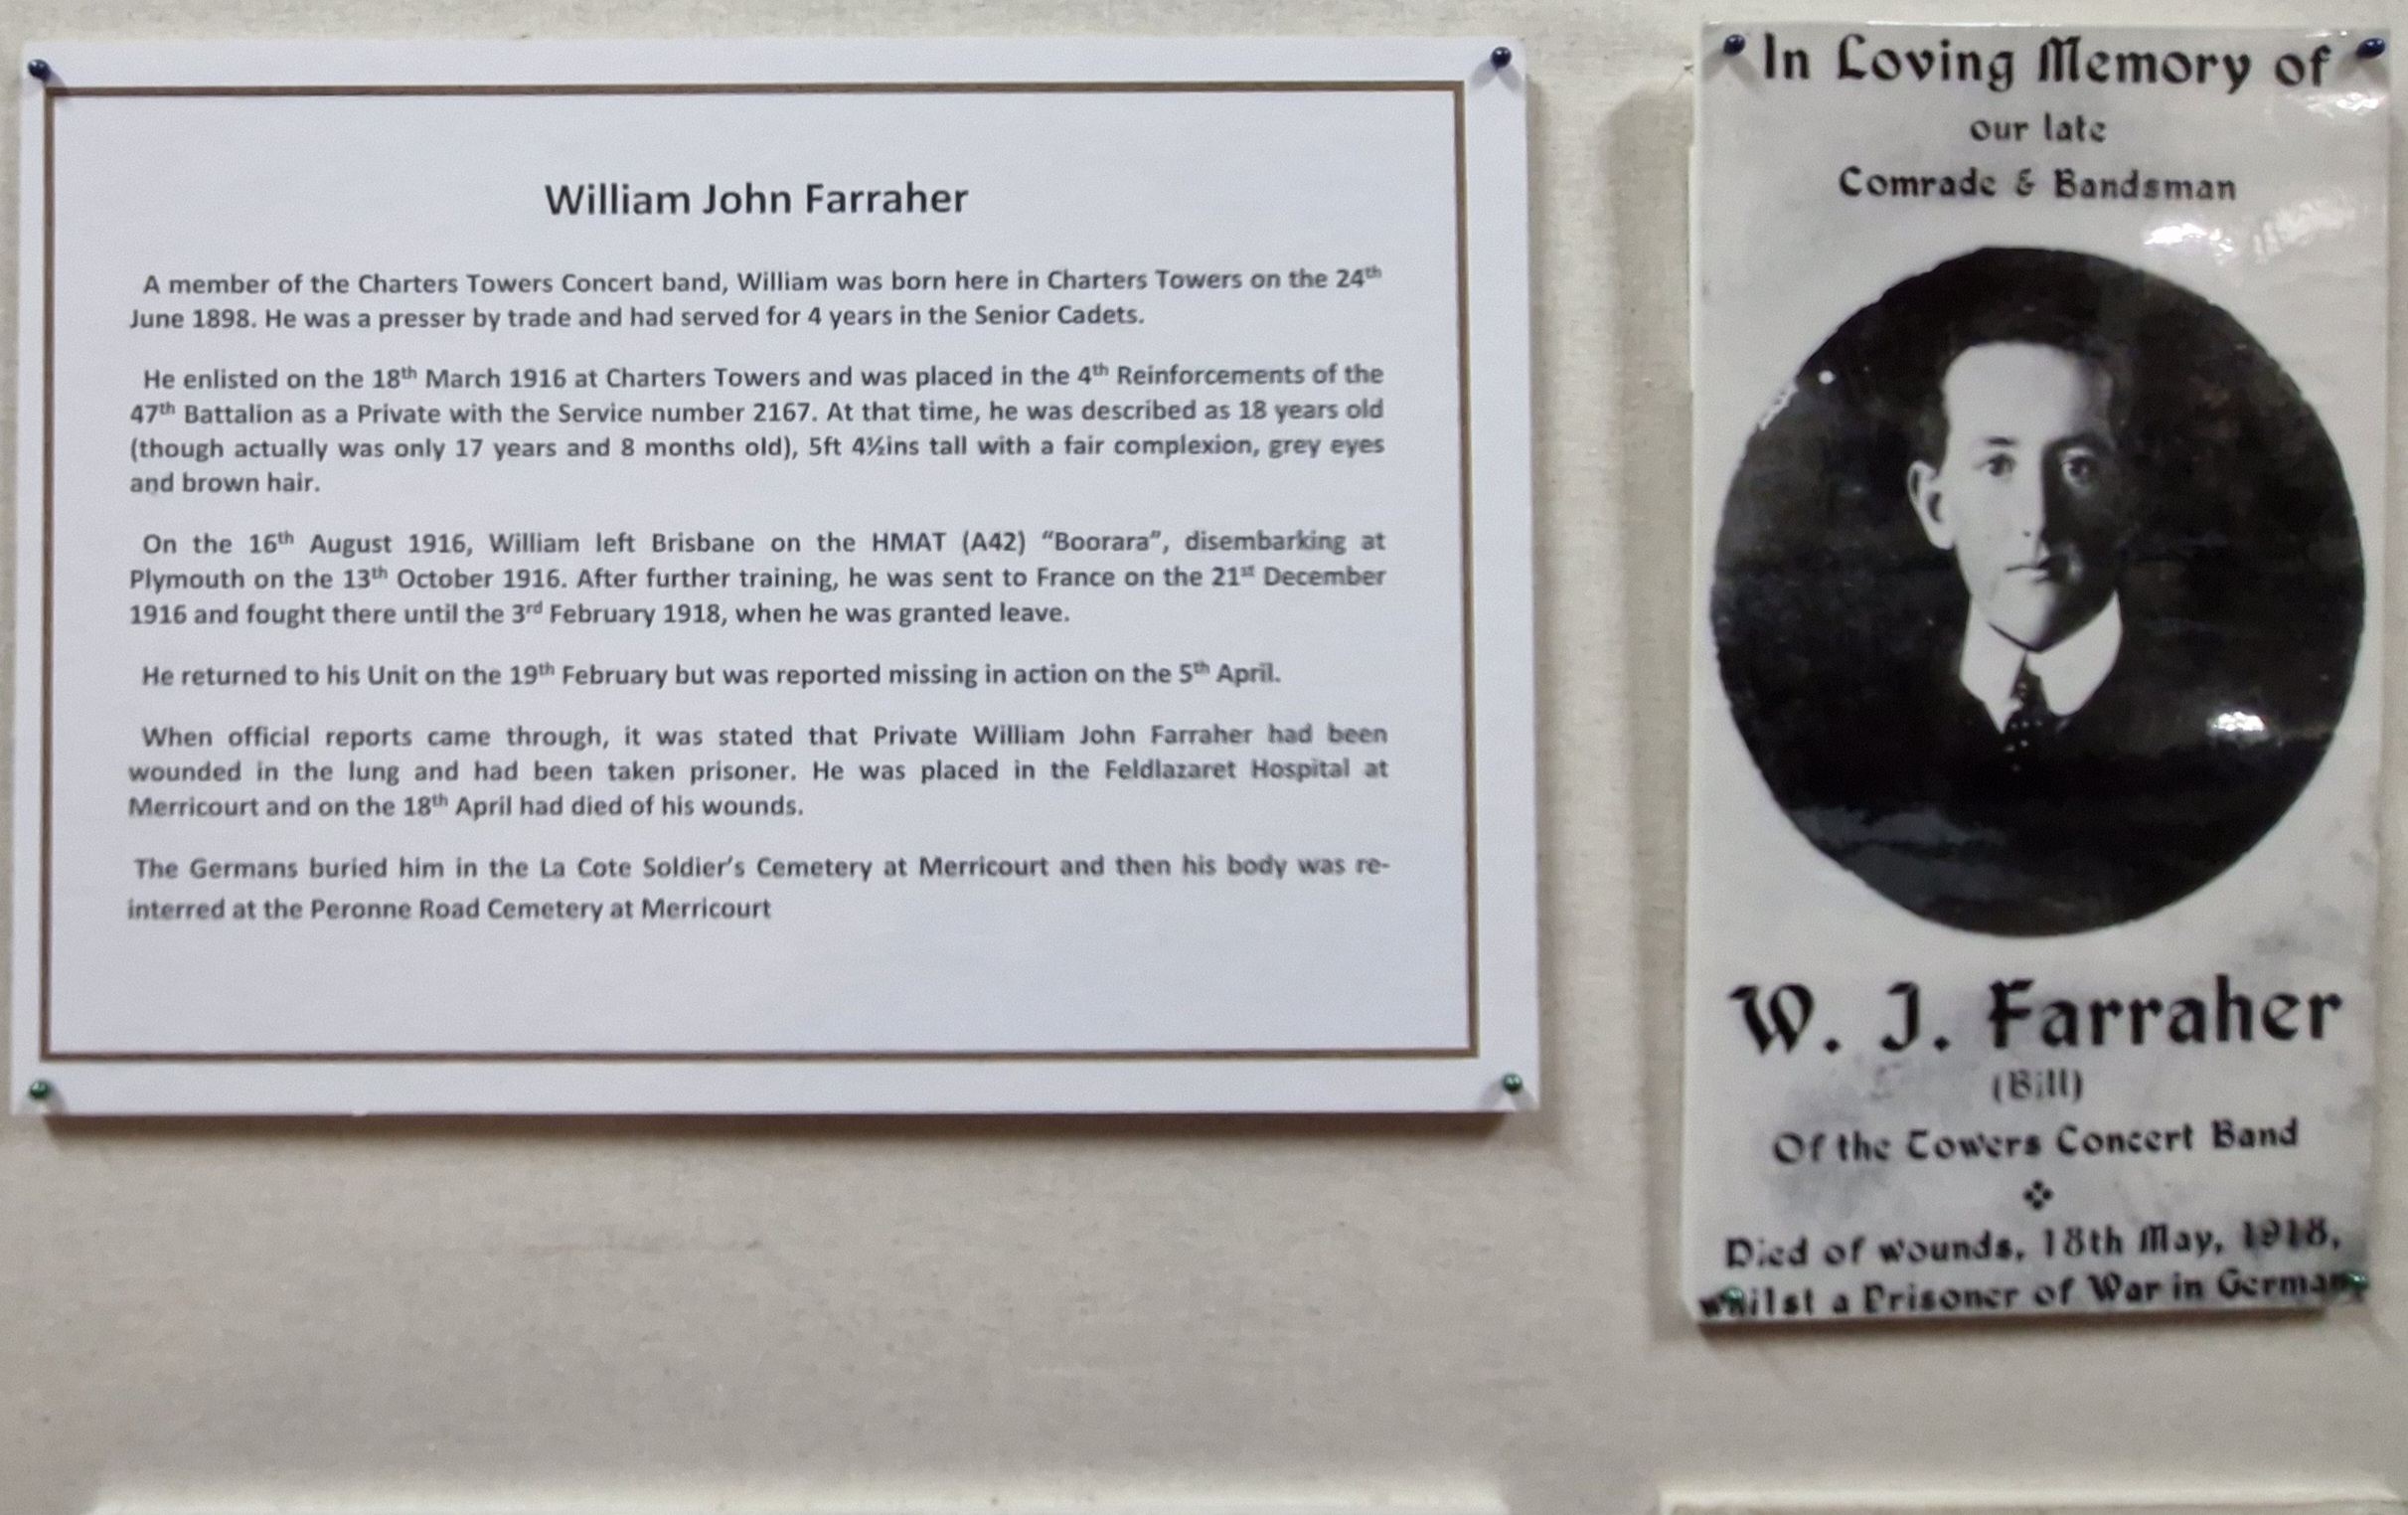 William John Farraher
A member of the Charters Towers Concert band, William was born here in Charters Towers on the 24th
June 1898. He was a presser by trade and had served for 4 years in the Senior Cadets.
He enlisted on the 18th March 1916 at Charters Towers and was placed in the 4th Reinforcements of the
47th Battalion as a Private with the Service number 2167. At that time, he was described as 18 years old
(though actually was only 17 years and 8 months old), 5ft 4½ins tall with a fair complexion, grey eyes
and brown hair.
On the 16th August 1916, William left Brisbane on the HMAT (A42) “Boorara”, disembarking at
Plymouth on the 13th October 1916. After further training, he was sent to France on the 21st December
1916 and fought there until the 3rd February 1918, when he was granted leave.
He returned to his Unit on the 19th February but was reported missing in action on the 5th April.
When official reports came through, it was stated that Private William John Farraher had been
wounded in the lung and had been taken prisoner. He was placed in the Feldlazaret Hospital at
Merricourt and on the 18th April had died of his wounds.
The Germans buried him in the La Cote Soldier’s Cemetery at Merricourt and then his body was re-
interred at the Peronne Road Cemetery at Merricourt
In Loving Memory of
our late
Comrade & Bandsman
W. J. Farraher
(Bill)
Of the Towers Concert Band
Died of wounds, 18th May, 1918,
whilst a Prisoner of War in Germany